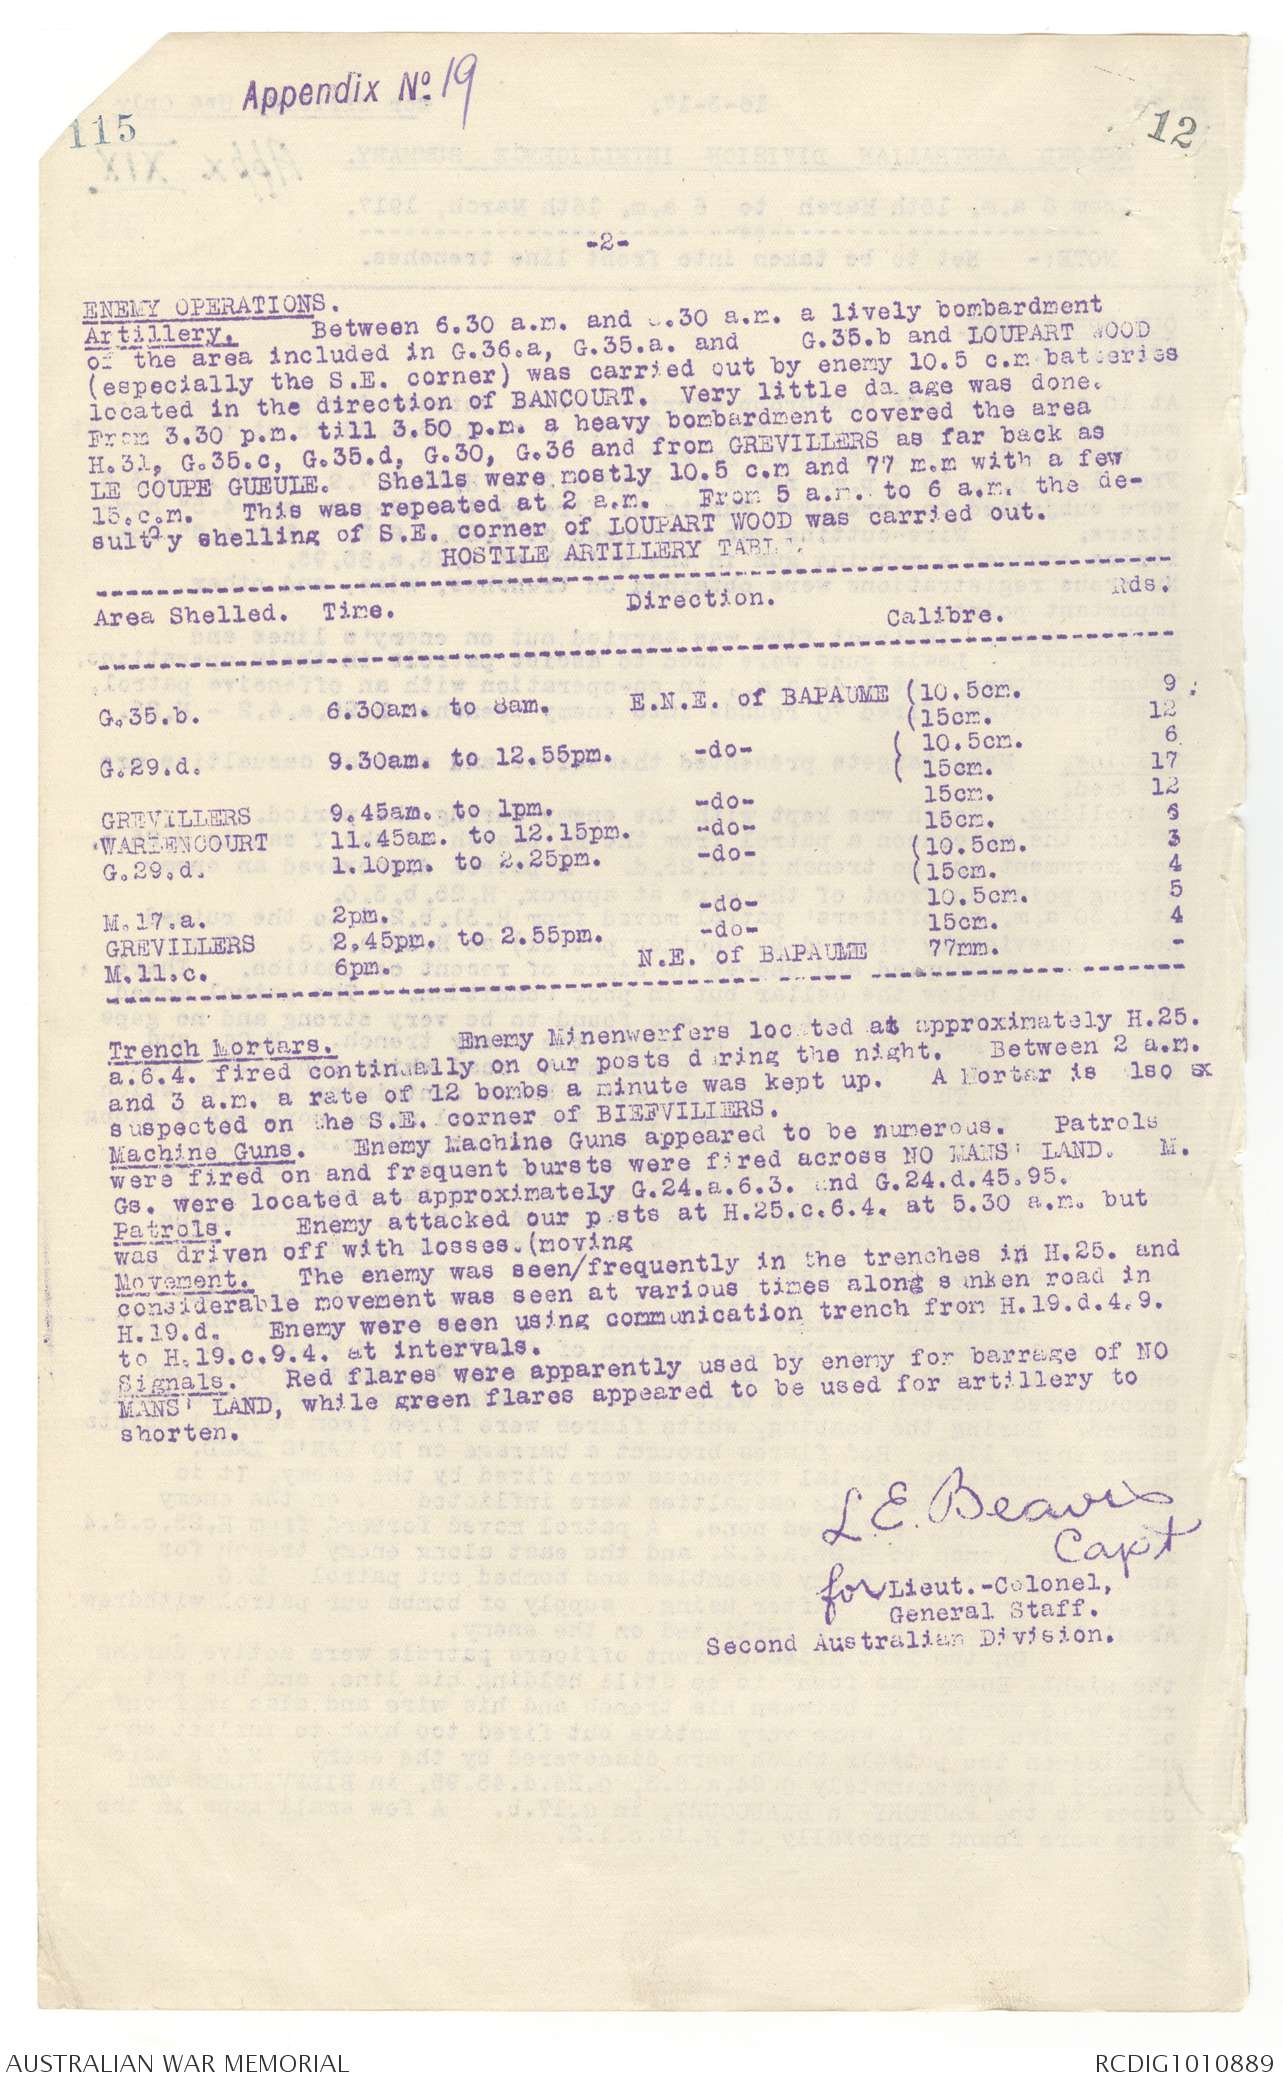 Appendix No. 19
115
12
-2-
ENEMY OPERATIONS.
Artillery. Between 6.30 a.m. and 8.30 a.m. a lively bombardment
of the area included in G.36.a, G.35.a. and G.35.b and LOUPART WOOD
(especially the S.E. corner) was carried out by enemy 10.5 c.m batteries
located in the direction of BANCOURT. Very little da age was done.
From 3.30 p.m. till 3.50 p.m. a heavy bombardment covered the area
H.31, G.35.c, G.35.d, G.30, G.36 and from GREVILLERS as far back as
LE COUPE GUEULE. Shells were mostly 10.5 c.m and 77 m.m with a few
15.c.m. This was repeated at 2 a.m. From 5 a.m. to 6 a.m. the de-
sultory shelling of S.E. corner of LOUPART WOOD was carried out.
HOSTILE ARTILLERY TABLE.
Area Shelled. Time. Direction. Calibre. Rds.
G.35.b. 6.30am. to 8am. E.N.E. of BAPAUME (10.5cm. 9
(15cm. 12
G.29.d. 9.30am. to 12.55pm. -do- ( 10.5cm. 6
( 15cm. 17
GREVILLERS 9.45am. to 1pm. -do- 15cm. 12
WARLENCOURT 11.45am. to 12.15pm. -do- 15cm. 6
G.29.d. 1.10pm. to 2.25pm. -do- (10.5cm. 3
(15cm. 4
M.17.a. 2pm. -do- 10.5cm. 5
GREVILLERS 2.45pm. to 2.55pm. -do- 15cm. 4
M.11.c. 6pm. N.E. of BAPAUME 77mm. -
Trench Mortars. Enemy Minenwerfers located at approximately H.25.
a.6.4. fired continually on our posts during the night. Between 2 a.m.
and 3 a.m. a rate of 12 bombs a minute was kept up. A Mortar is also sx
suspected on the S.E. corner of BIEFVILIERS.
Machine Guns. Enemy Machine Guns appeared to be numerous. Patrols
were fired on and frequent bursts were fired across NO MANS' LAND. M.
Gs. were located at approximately G.24.a.6.3. and G.24.d.45.95.
Patrols. Enemy attacked our posts at H.25.c.6.4. at 5.30 a.m. but
was driven off with losses.(moving
Movement. The enemy was seen/frequently in the trenches in H.25. and
considerable movement was seen at various times along sunken road in
H.19.d. Enemy were seen using communication trench from H.19.d.4.9.
to H.19.c.9.4. at intervals.
Signals. Red flares were apparently used by enemy for barrage of NO
MANS' LAND, while green flares appeared to be used for artillery to
shorten.
L E. Beavis
Capt
for Lieut.-Colonel,
General Staff.
Second Australian Division.
AUSTRALIAN WAR MEMORIAL
RCDIG1010889